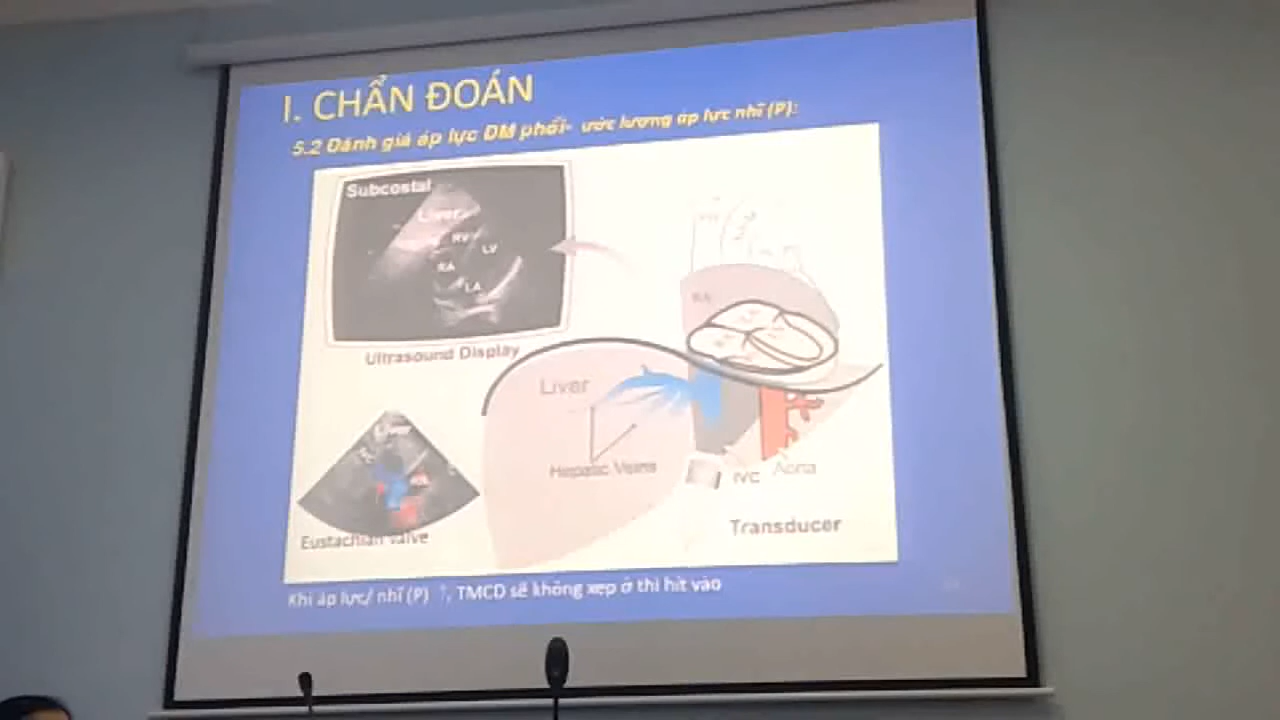 I. CHẨN ĐOÁN
5.2 Đánh giá áp lực ĐM phổi- ước lượng áp lực nhĩ (P):
Subcostal
Liver
RV
LV
RA
LA
RA
Ultrasound Display
Liver
Hepatic Veins
IVC Aorta
Transducer
Liver
Eustachian valve
Khi áp lực/ nhĩ (P) ↑, TMCD sẽ không xẹp ở thì hít vào